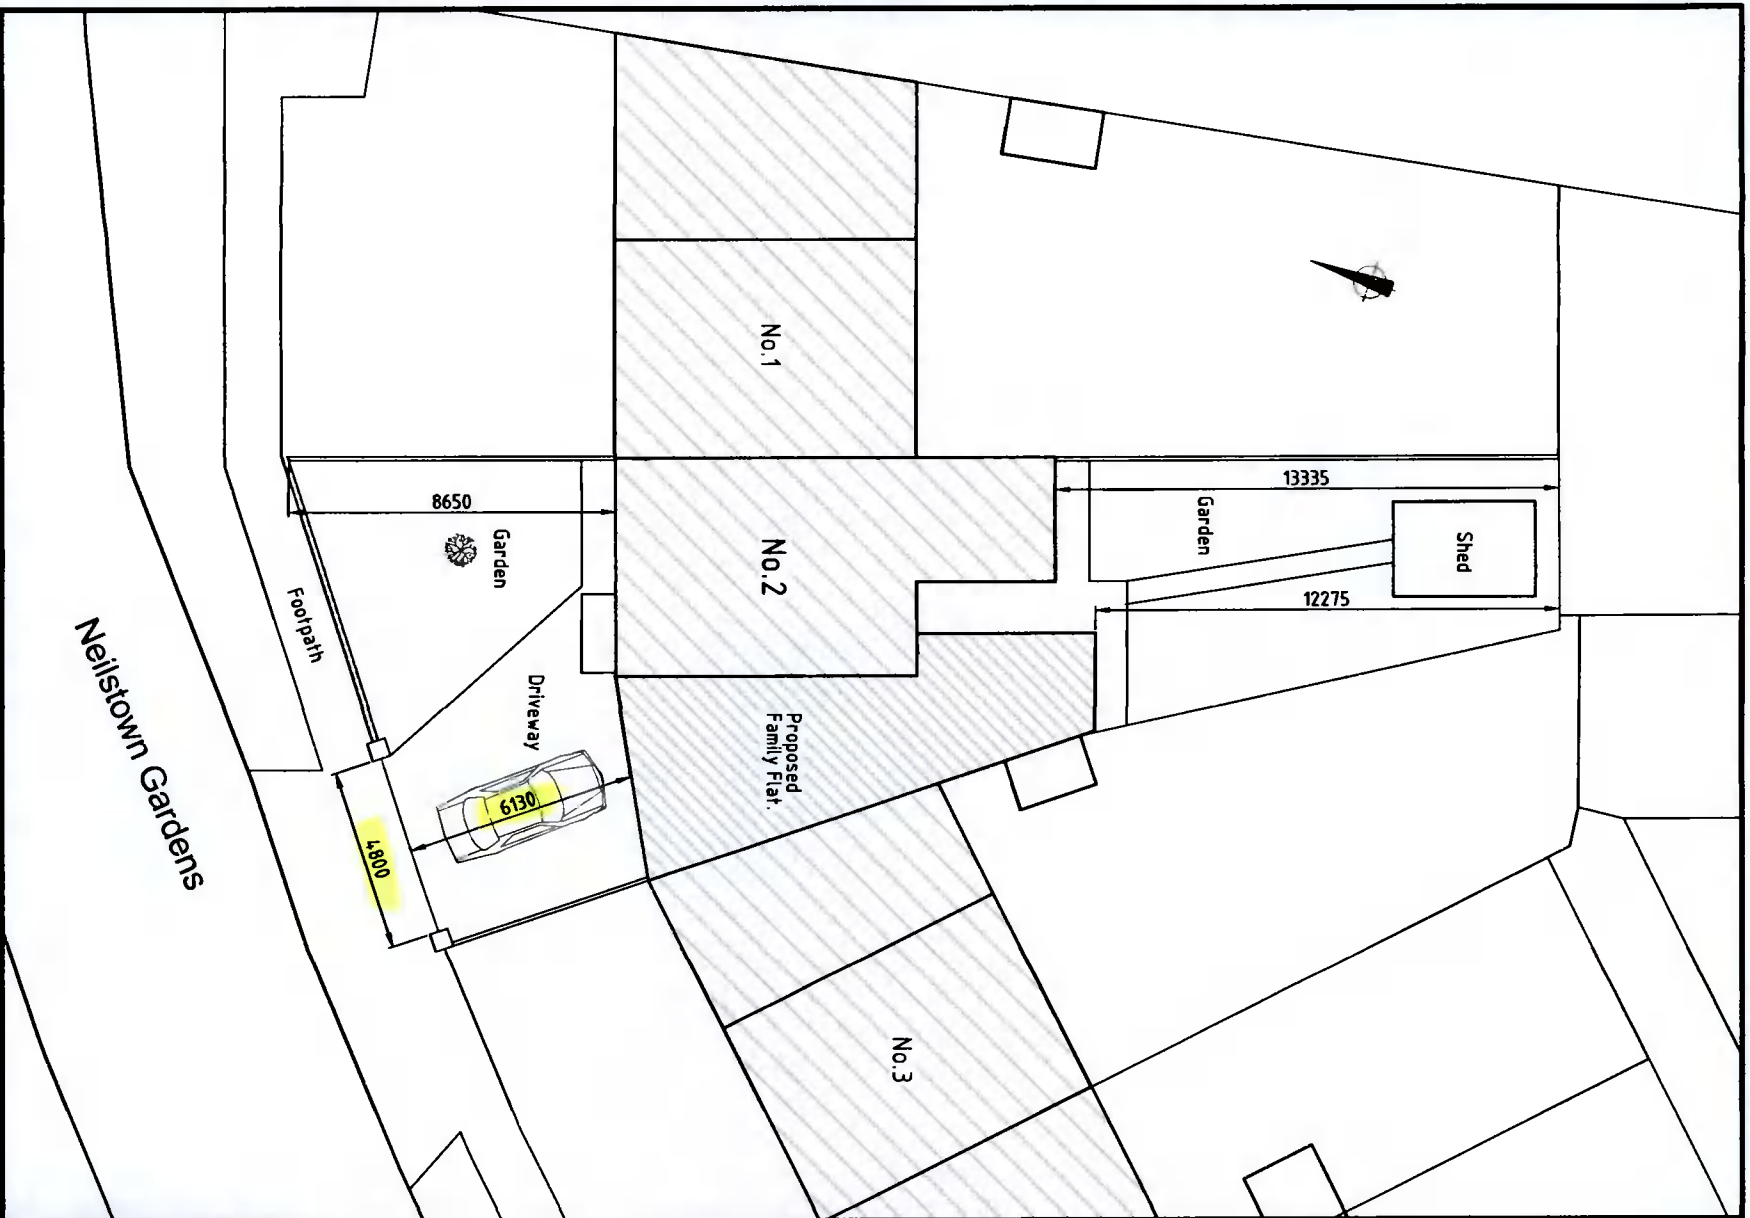 No.1
13335
Garden
Shed
8650
Garden
No.2
12275
Footpath
Driveway
Proposed
Family Flat.
6130
4800
Neilstown Gardens
No.3